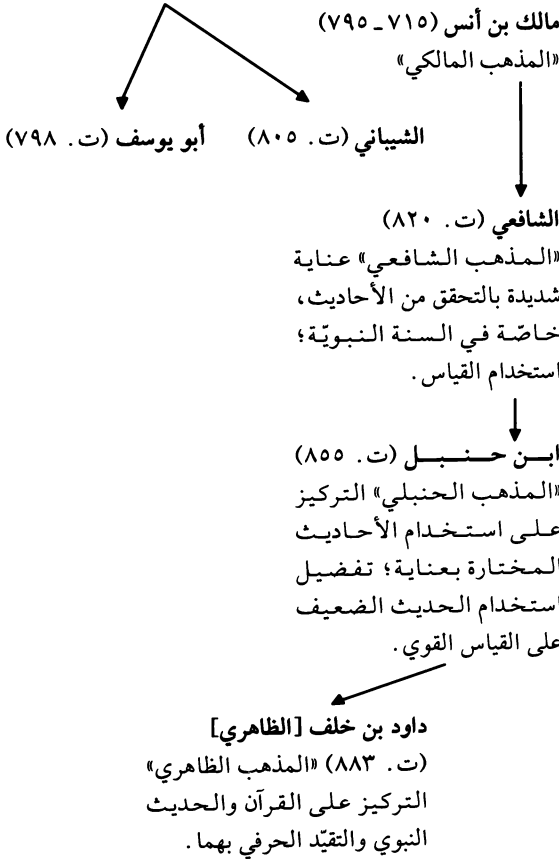 مالك بن أنس (٧١٥ ـ ٧٩٥)
«المذهب المالكي»
الشيباني (ت. ٨٠٥) أبو يوسف (ت. ٧٩٨)
الشافعي (ت. ٨٢٠)
«المذهب الشافعي» عناية
شديدة بالتحقق من الأحاديث،
خاصّة في السنة النبويّة؛
استخدام القياس.
ابن حنبل (ت. ٨٥٥)
«المذهب الحنبلي» التركيز
على استخدام الأحاديث
المختارة بعناية؛ تفضيل
استخدام الحديث الضعيف
على القياس القوي.
داود بن خلف [الظاهري]
(ت. ٨٨٣) «المذهب الظاهري»
التركيز على القرآن والحديث
النبوي والتقيّد الحرفي بهما.